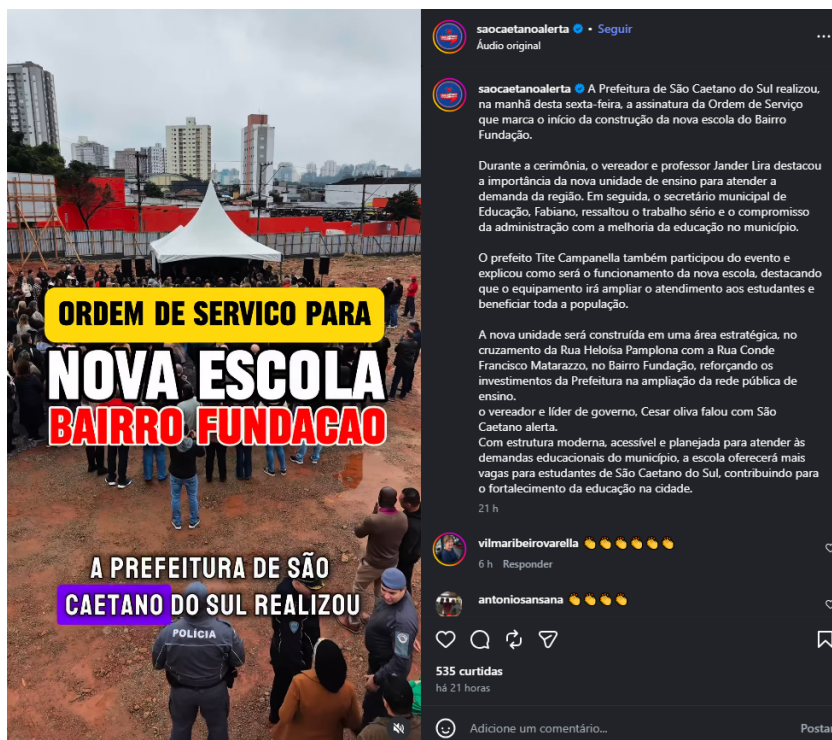 ORDEM DE SERVICO PARA
NOVA ESCOLA
BAIRRO FUNDACAO
A PREFEITURA DE SÃO
CAETANO DO SUL REALIZOU
POLÍCIA
saocaetanoalerta • Seguir
Áudio original
saocaetanoalerta A Prefeitura de São Caetano do Sul realizou,
na manhã desta sexta-feira, a assinatura da Ordem de Serviço
que marca o início da construção da nova escola do Bairro
Fundação.
Durante a cerimônia, o vereador e professor Jander Lira destacou
a importância da nova unidade de ensino para atender a
demanda da região. Em seguida, o secretário municipal de
Educação, Fabiano, ressaltou o trabalho sério e o compromisso
da administração com a melhoria da educação no município.
O prefeito Tite Campanella também participou do evento e
explicou como será o funcionamento da nova escola, destacando
que o equipamento irá ampliar o atendimento aos estudantes e
beneficiar toda a população.
A nova unidade será construída em uma área estratégica, no
cruzamento da Rua Heloísa Pamplona com a Rua Conde
Francisco Matarazzo, no Bairro Fundação, reforçando os
investimentos da Prefeitura na ampliação da rede pública de
ensino.
o vereador e líder de governo, Cesar oliva falou com São
Caetano alerta.
Com estrutura moderna, acessível e planejada para atender às
demandas educacionais do município, a escola oferecerá mais
vagas para estudantes de São Caetano do Sul, contribuindo para
o fortalecimento da educação na cidade.
21 h
vilmaribeirovarella 👏👏👏👏👏👏
6 h Responder
antoniosansana 👏👏👏👏
535 curtidas
há 21 horas
Adicione um comentário...
Postar